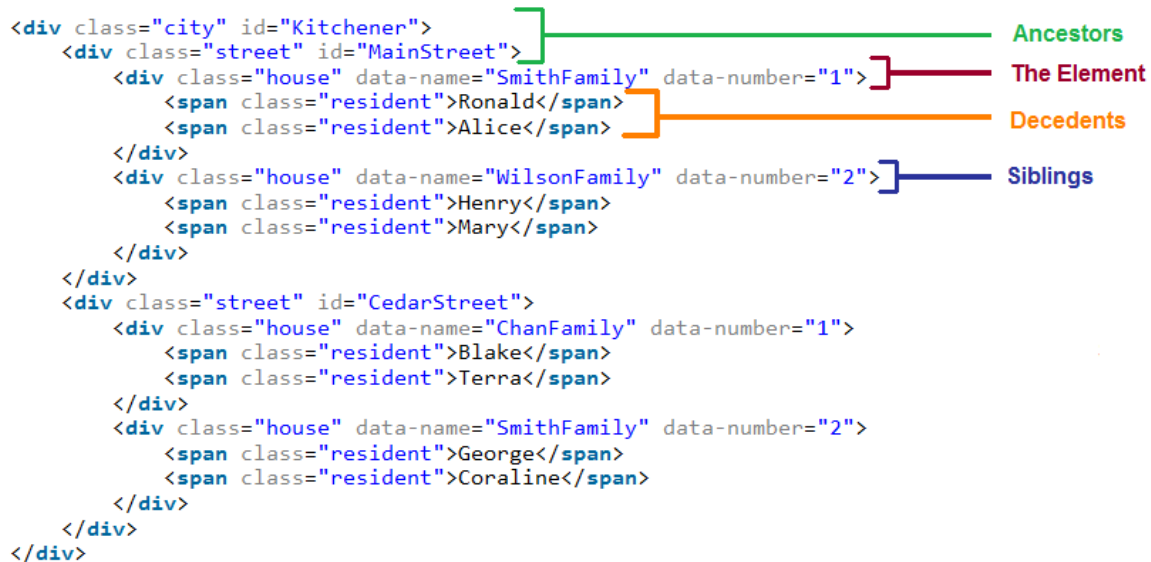 <div class="city" id="Kitchener">
Ancestors
    <div class="street" id="MainStreet">
        <div class="house" data-name="SmithFamily" data-number="1">
The Element
            <span class="resident">Ronald</span>
            <span class="resident">Alice</span>
Decedents
        </div>
        <div class="house" data-name="WilsonFamily" data-number="2">
Siblings
            <span class="resident">Henry</span>
            <span class="resident">Mary</span>
        </div>
    </div>
    <div class="street" id="CedarStreet">
        <div class="house" data-name="ChanFamily" data-number="1">
            <span class="resident">Blake</span>
            <span class="resident">Terra</span>
        </div>
        <div class="house" data-name="SmithFamily" data-number="2">
            <span class="resident">George</span>
            <span class="resident">Coraline</span>
        </div>
    </div>
</div>